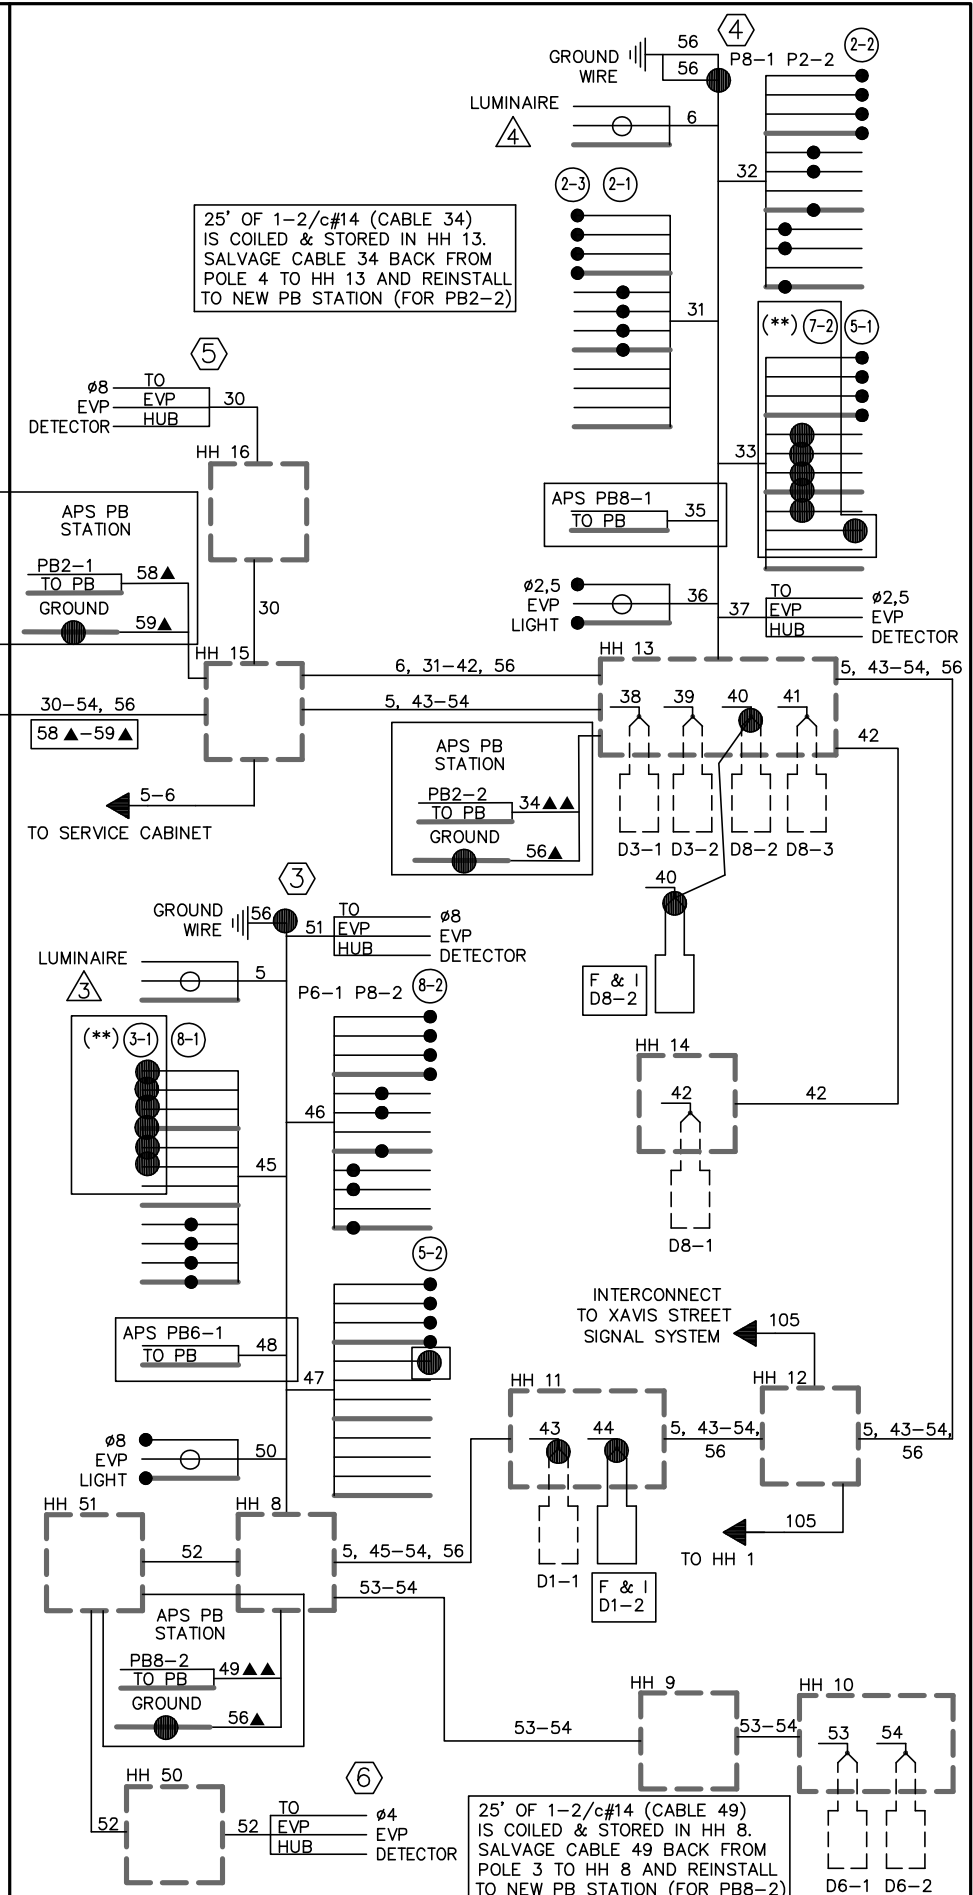 4
GROUND
WIRE
56
56
P8-1 P2-2
2-2
LUMINAIRE
4
6
32
2-3 2-1
25' OF 1-2/c#14 (CABLE 34)
IS COILED & STORED IN HH 13.
SALVAGE CABLE 34 BACK FROM
POLE 4 TO HH 13 AND REINSTALL
TO NEW PB STATION (FOR PB2-2)
31
(**) 7-2 5-1
5
ø8
EVP
DETECTOR
TO
EVP
HUB
30
33
HH 16
APS PB8-1
TO PB
35
APS PB
STATION
PB2-1
TO PB
58▲
GROUND
59▲
30
ø2,5
EVP
LIGHT
36
37
TO
EVP
HUB
ø2,5
EVP
DETECTOR
HH 15
6, 31-42, 56
HH 13
5, 43-54, 56
30-54, 56
58▲-59▲
5, 43-54
38
39
40
41
42
APS PB
STATION
PB2-2
TO PB
34▲▲
GROUND
56▲
5-6
TO SERVICE CABINET
D3-1 D3-2 D8-2 D8-3
40
F & I
D8-2
3
GROUND
WIRE
56
51
TO
EVP
HUB
ø8
EVP
DETECTOR
LUMINAIRE
3
5
P6-1 P8-2
8-2
(**) 3-1 8-1
46
45
HH 14
42
42
D8-1
5-2
INTERCONNECT
TO XAVIS STREET
SIGNAL SYSTEM
105
APS PB6-1
TO PB
48
47
HH 11
HH 12
43
44
5, 43-54,
56
5, 43-54,
56
ø8
EVP
LIGHT
50
105
TO HH 1
HH 51
HH 8
52
5, 45-54, 56
53-54
D1-1
F & I
D1-2
APS PB
STATION
PB8-2
TO PB
49▲▲
GROUND
56▲
HH 9
HH 10
53-54
53-54
53
54
HH 50
6
52
52
TO
EVP
HUB
ø4
EVP
DETECTOR
25' OF 1-2/c#14 (CABLE 49)
IS COILED & STORED IN HH 8.
SALVAGE CABLE 49 BACK FROM
POLE 3 TO HH 8 AND REINSTALL
TO NEW PB STATION (FOR PB8-2)
D6-1 D6-2